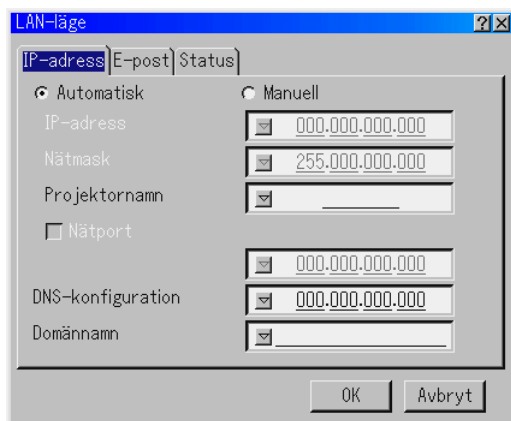 LAN-läge
IP-adress E-post Status
Automatisk Manuell
IP-adress 000.000.000.000
Nätmask 255.000.000.000
Projektornamn
Nätport
000.000.000.000
DNS-konfiguration 000.000.000.000
Domännamn
OK Avbryt